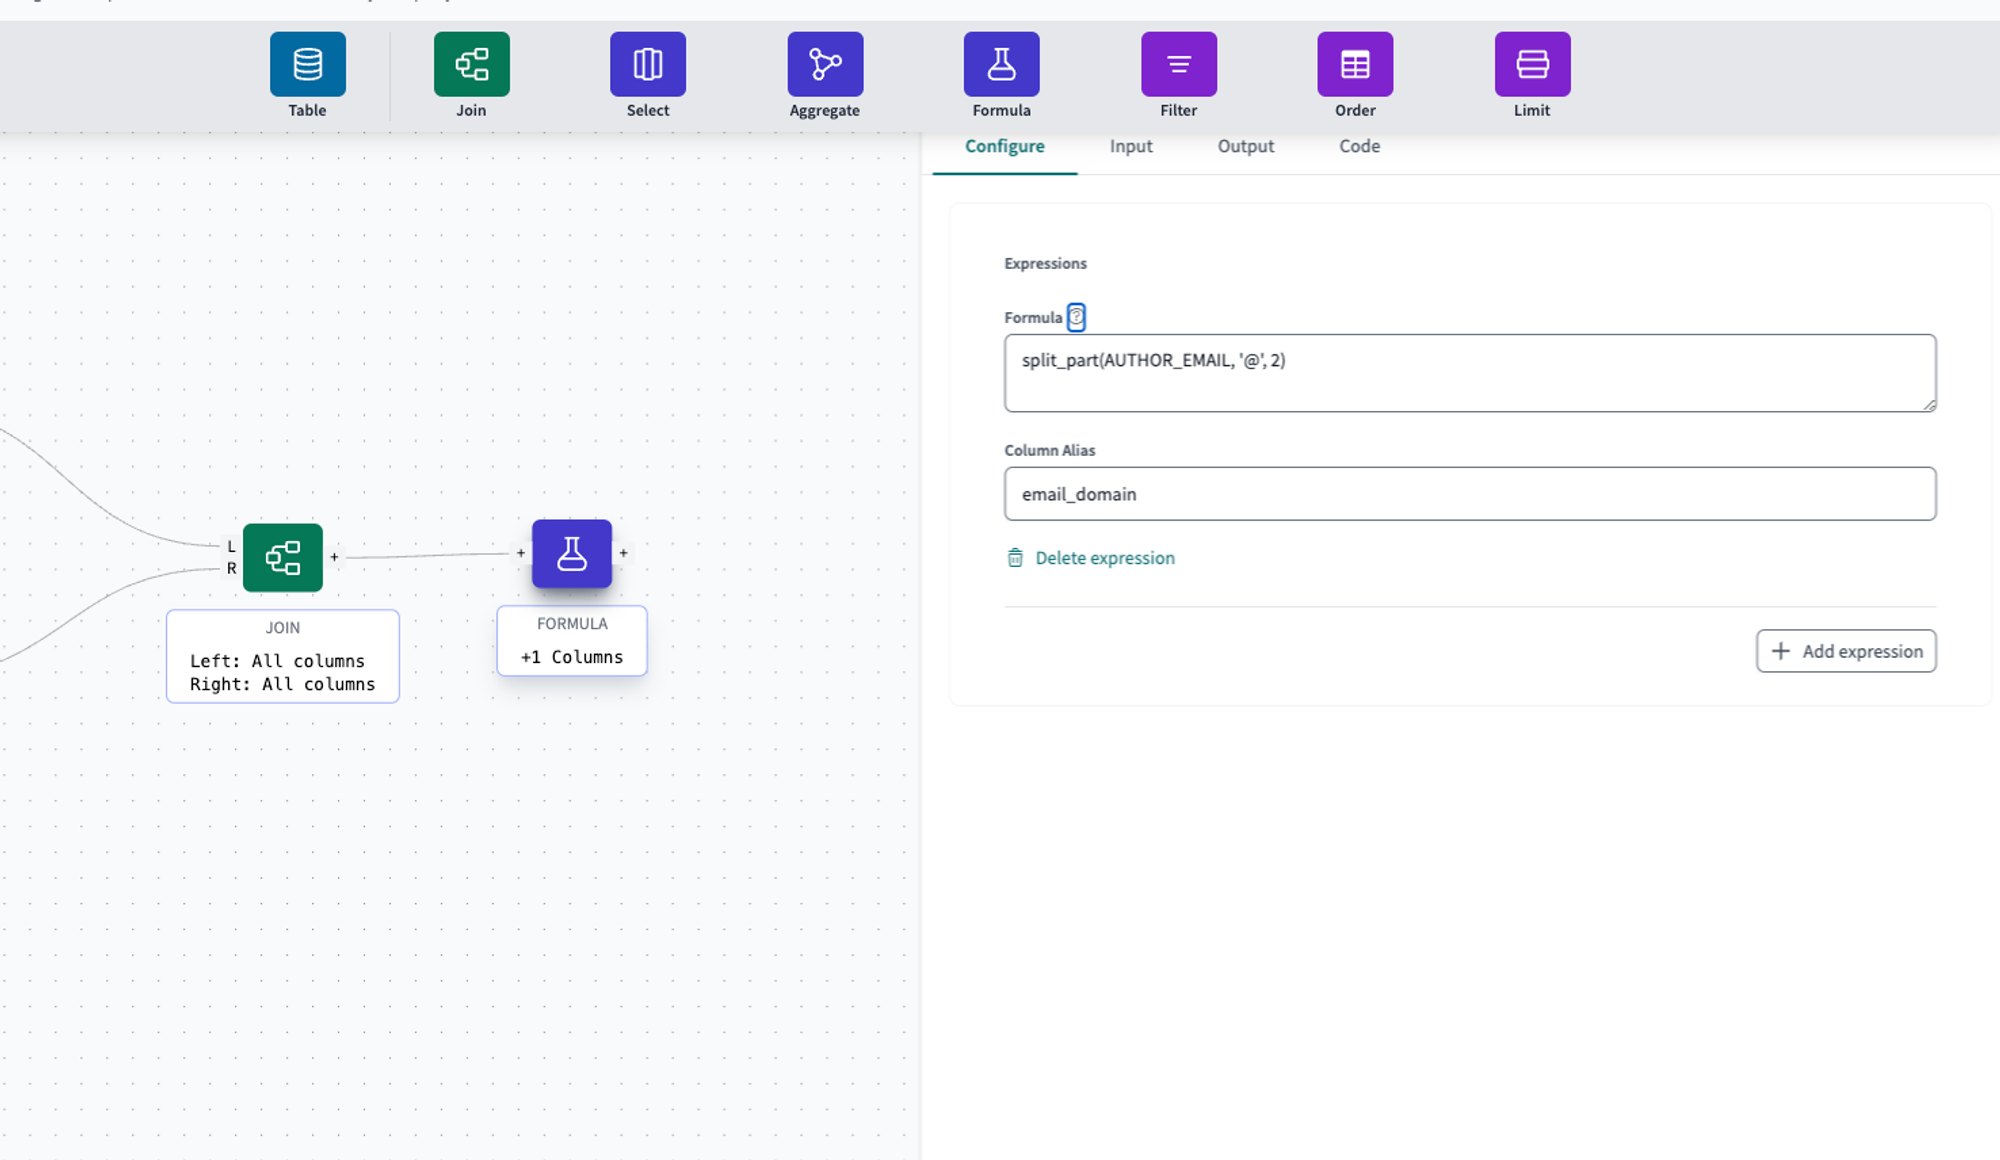 Table
Join
Select
Aggregate
Formula
Filter
Order
Limit
Configure
Input
Output
Code
Expressions
Formula ?
split_part(AUTHOR_EMAIL, '@', 2)
Column Alias
email_domain
Delete expression
+ Add expression
L
R
+
+
+
JOIN
Left: All columns
Right: All columns
FORMULA
+1 Columns